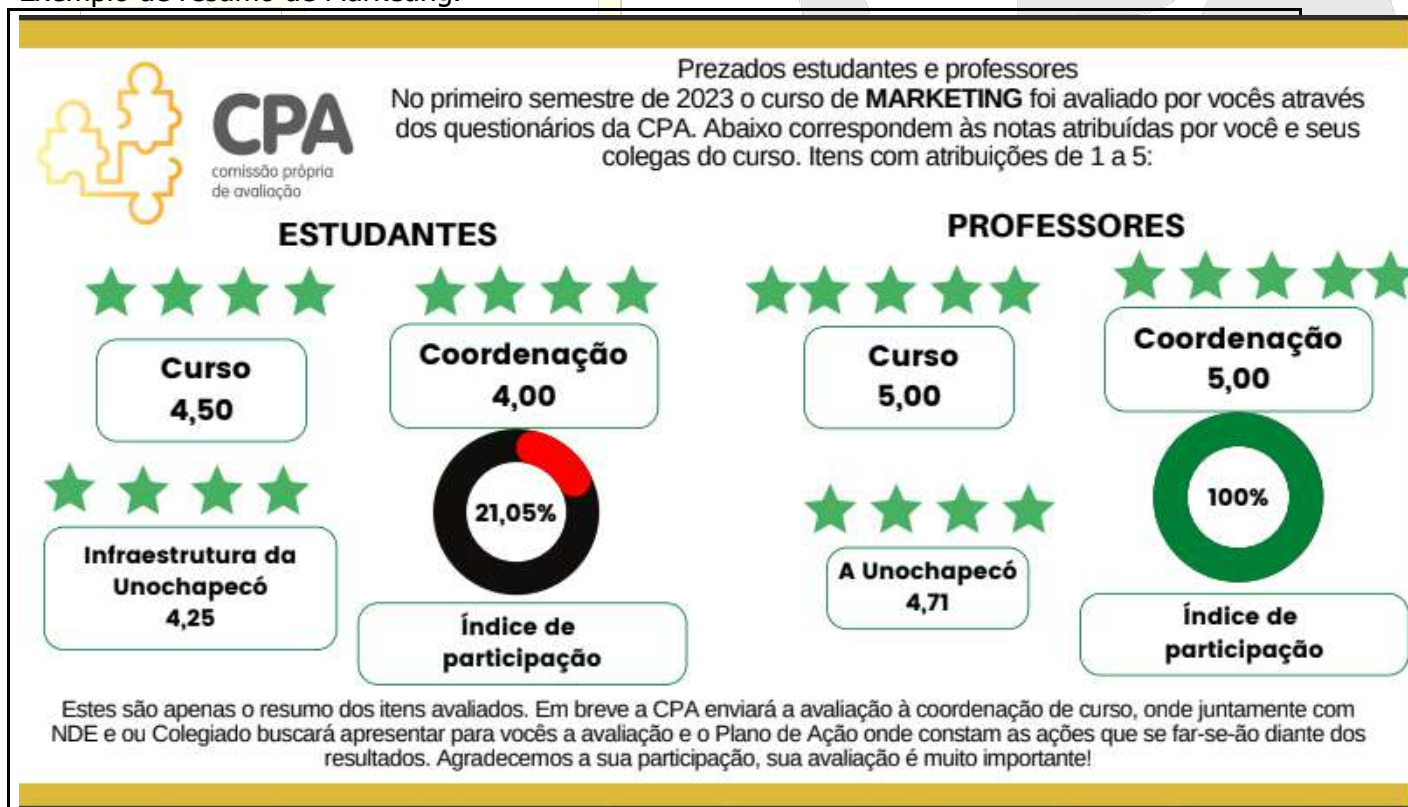 Exemplo de resumo de Marketing:
Prezados estudantes e professores
No primeiro semestre de 2023 o curso de MARKETING foi avaliado por vocês através
dos questionários da CPA. Abaixo correspondem às notas atribuídas por você e seus
colegas do curso. Itens com atribuições de 1 a 5:
CPA
comissão própria
de avaliação
ESTUDANTES
Curso
4,50
Coordenação
4,00
Infraestrutura da
Unochapecó
4,25
21,05%
Índice de
participação
PROFESSORES
Curso
5,00
Coordenação
5,00
A Unochapecó
4,71
100%
Índice de
participação
Estes são apenas o resumo dos itens avaliados. Em breve a CPA enviará a avaliação à coordenação de curso, onde juntamente com
NDE e ou Colegiado buscará apresentar para vocês a avaliação e o Plano de Ação onde constam as ações que se far-se-ão diante dos
resultados. Agradecemos a sua participação, sua avaliação é muito importante!